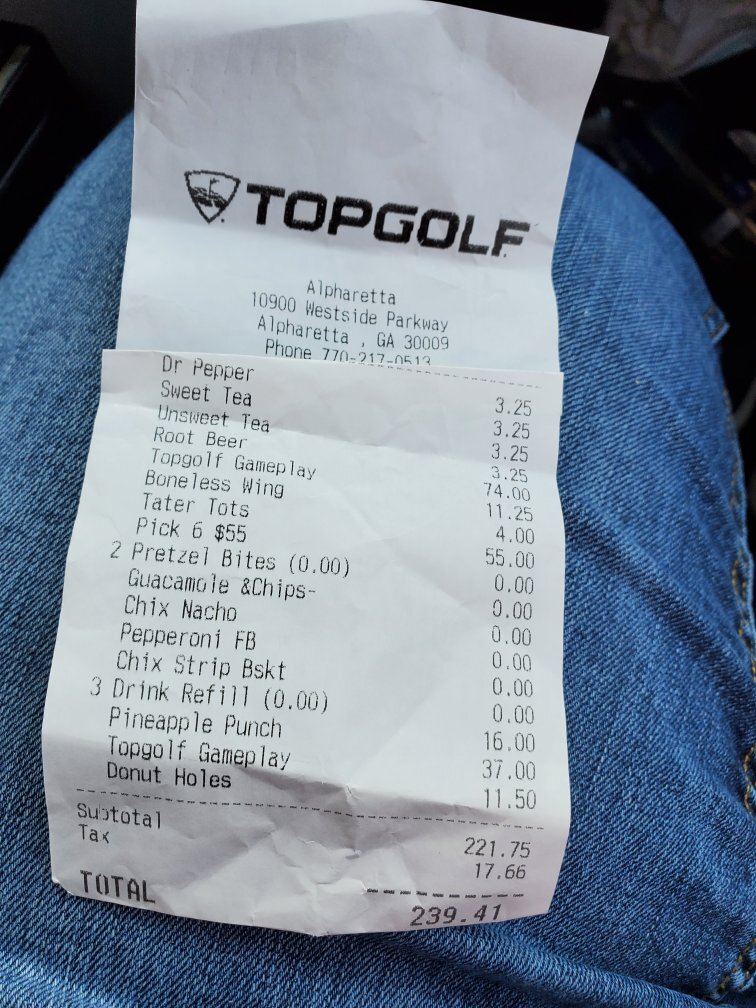 TOPGOLF
Alpharetta
10900 Westside Parkway
Alpharetta , GA 30009
Phone 770-217-0513
Dr Pepper 3.25
Sweet Tea 3.25
Unsweet Tea 3.25
Root Beer 3.25
Topgolf Gameplay 74.00
Boneless Wing 11.25
Tater Tots 4.00
Pick 6 $55 55.00
2 Pretzel Bites (0.00) 0.00
Guacamole &Chips- 0.00
Chix Nacho 0.00
Pepperoni FB 0.00
Chix Strip Bskt 0.00
3 Drink Refill (0.00) 0.00
Pineapple Punch 16.00
Topgolf Gameplay 37.00
Donut Holes 11.50
Subtotal 221.75
Tax 17.66
TOTAL 239.41